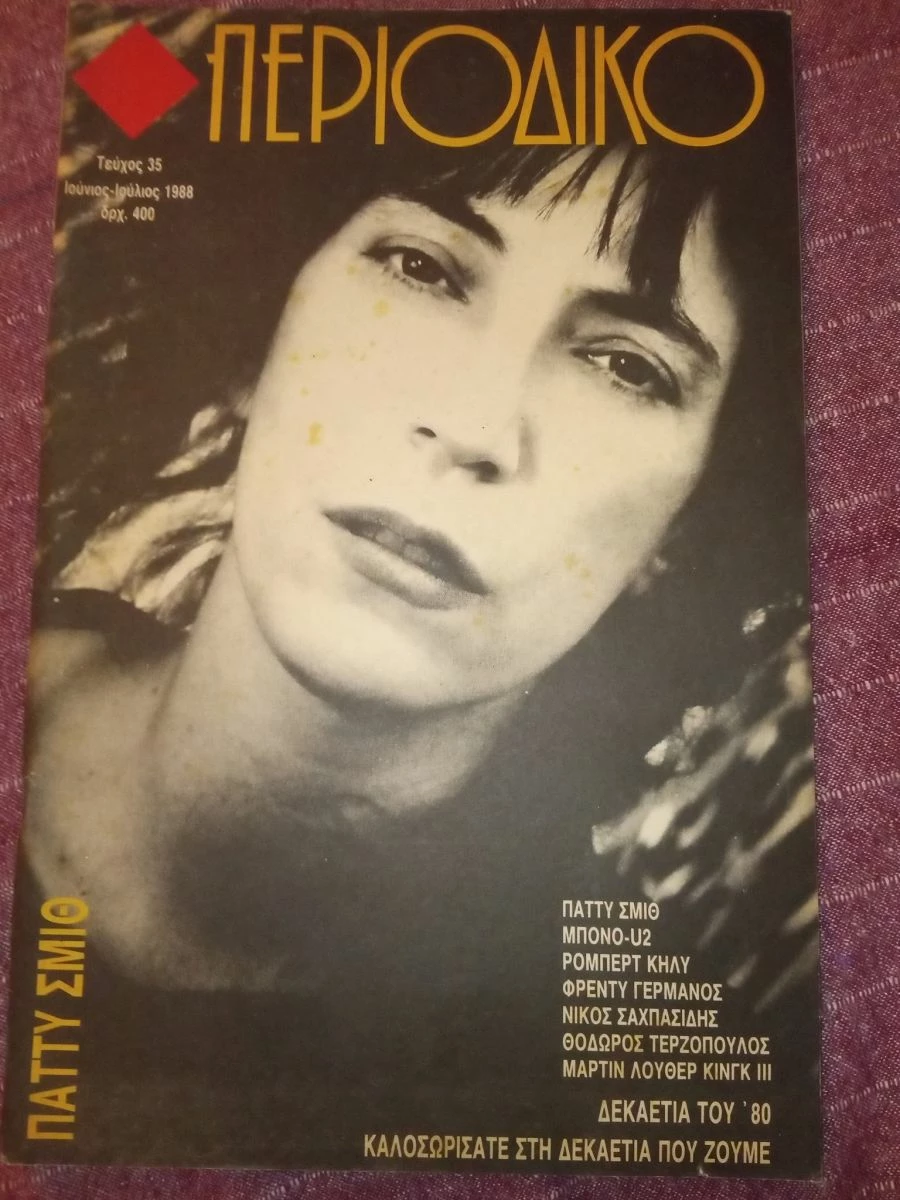 ΠΕΡΙΟΔΙΚΟ
Τεύχος 35
Ιούνιος-Ιούλιος 1988
δρχ. 400
ΠΑΤΤΥ ΣΜΙΘ
ΠΑΤΤΥ ΣΜΙΘ
ΜΠΟΝΟ-U2
ΡΟΜΠΕΡΤ ΚΗΛΥ
ΦΡΕΝΤΥ ΓΕΡΜΑΝΟΣ
ΝΙΚΟΣ ΣΑΧΠΑΣΙΔΗΣ
ΘΟΔΩΡΟΣ ΤΕΡΖΟΠΟΥΛΟΣ
ΜΑΡΤΙΝ ΛΟΥΘΕΡ ΚΙΝΓΚ ΙΙΙ
ΔΕΚΑΕΤΙΑ ΤΟΥ '80
ΚΑΛΟΣΩΡΙΣΑΤΕ ΣΤΗ ΔΕΚΑΕΤΙΑ ΠΟΥ ΖΟΥΜΕ